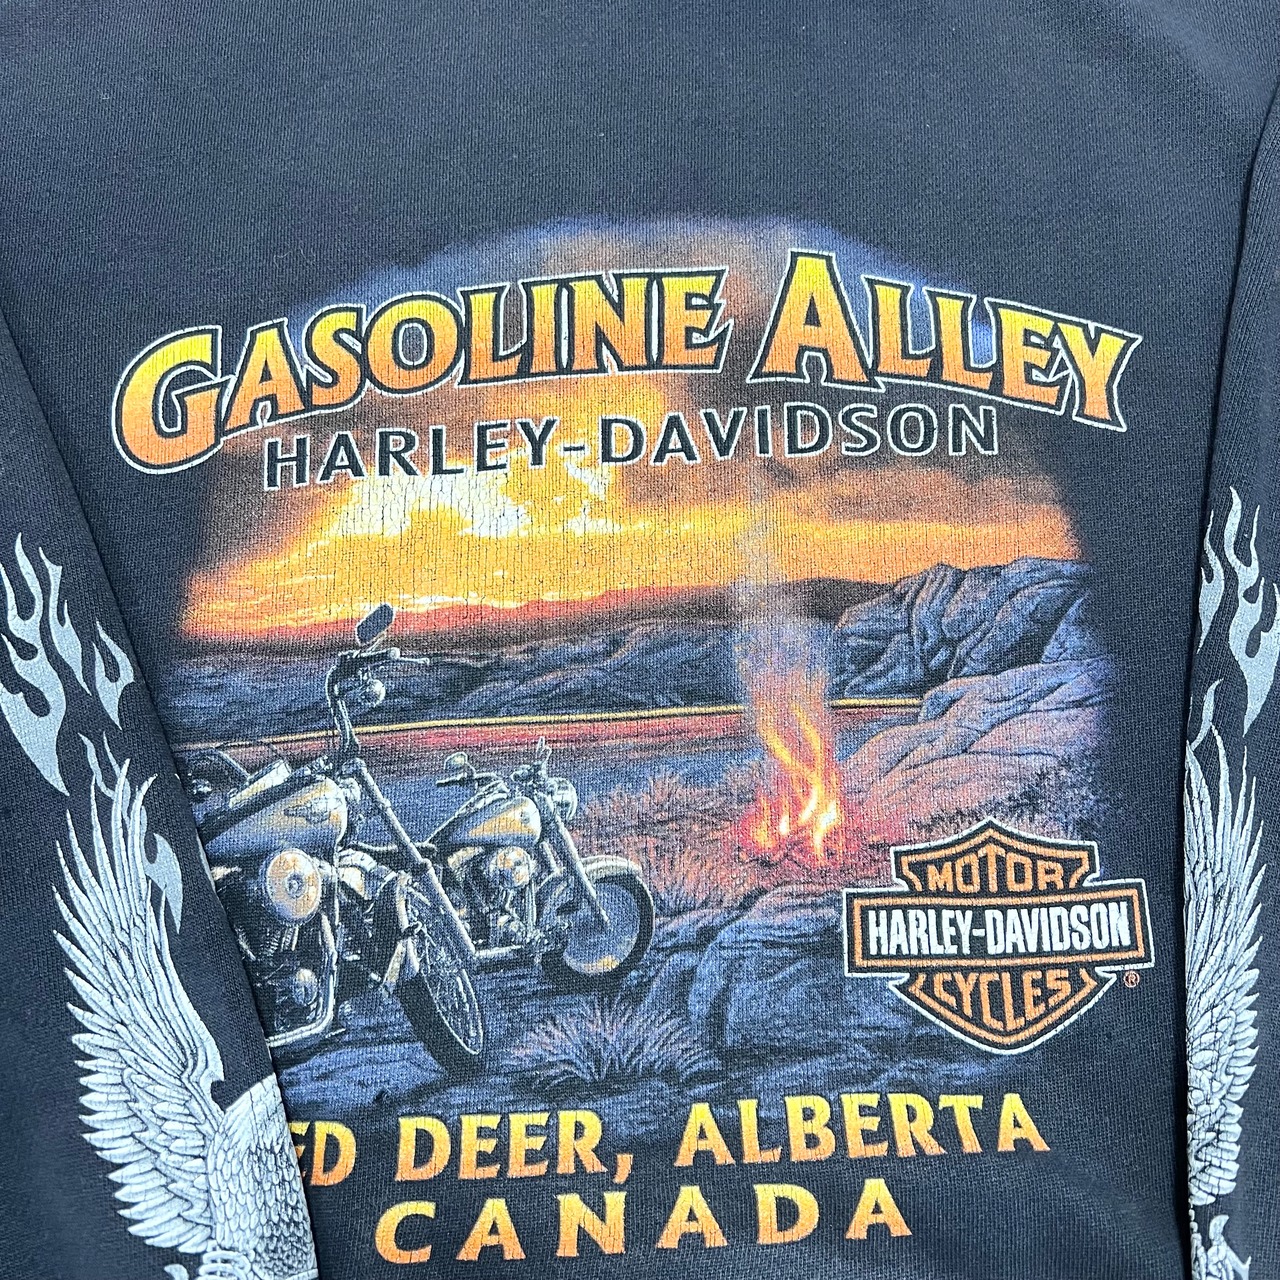 GASOLINE ALLEY
HARLEY-DAVIDSON
MOTOR
HARLEY-DAVIDSON
CYCLES
®
ED DEER, ALBERTA
CANADA